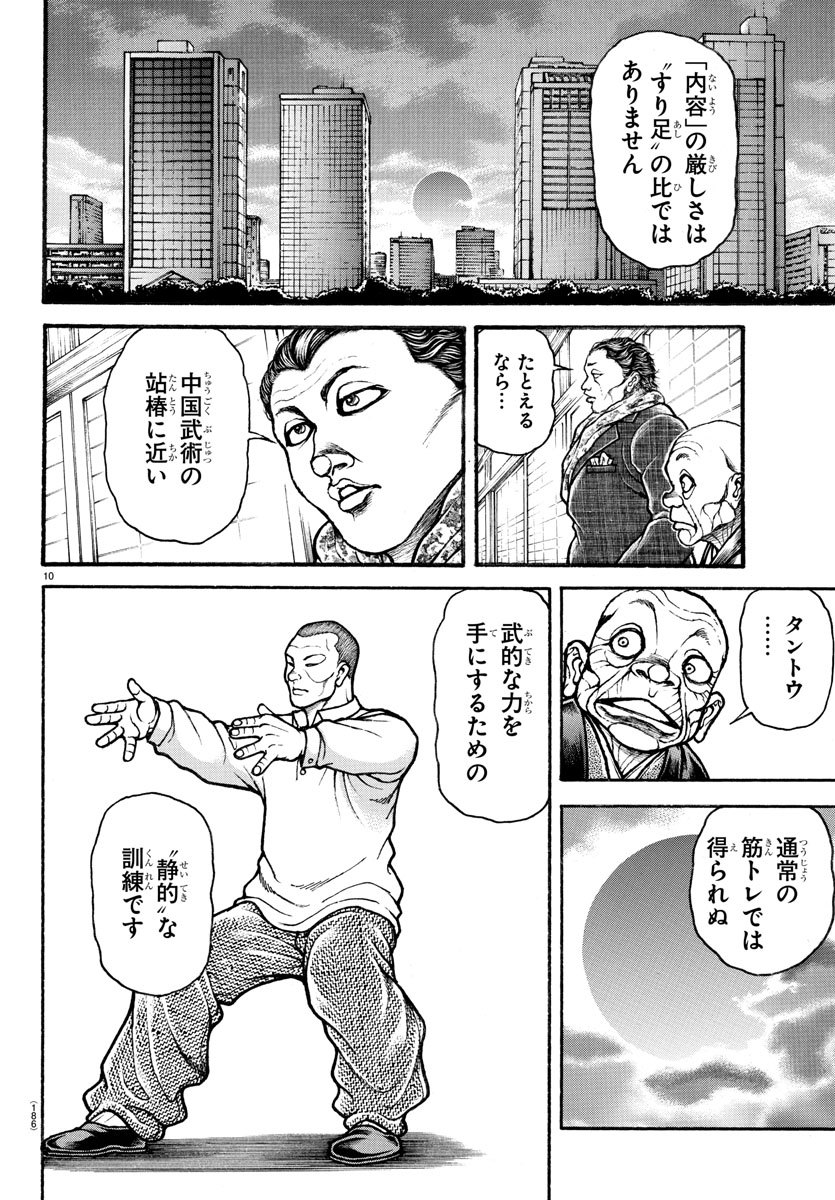 「内容」の厳しさは
〝すり足〟の比では
ありません
たとえる
なら…
中国武術の
站椿に近い
タントウ
……
通常の
筋トレでは
得られぬ
武的な力を
手にするための
〝静的〟な
訓練です
10
(186)